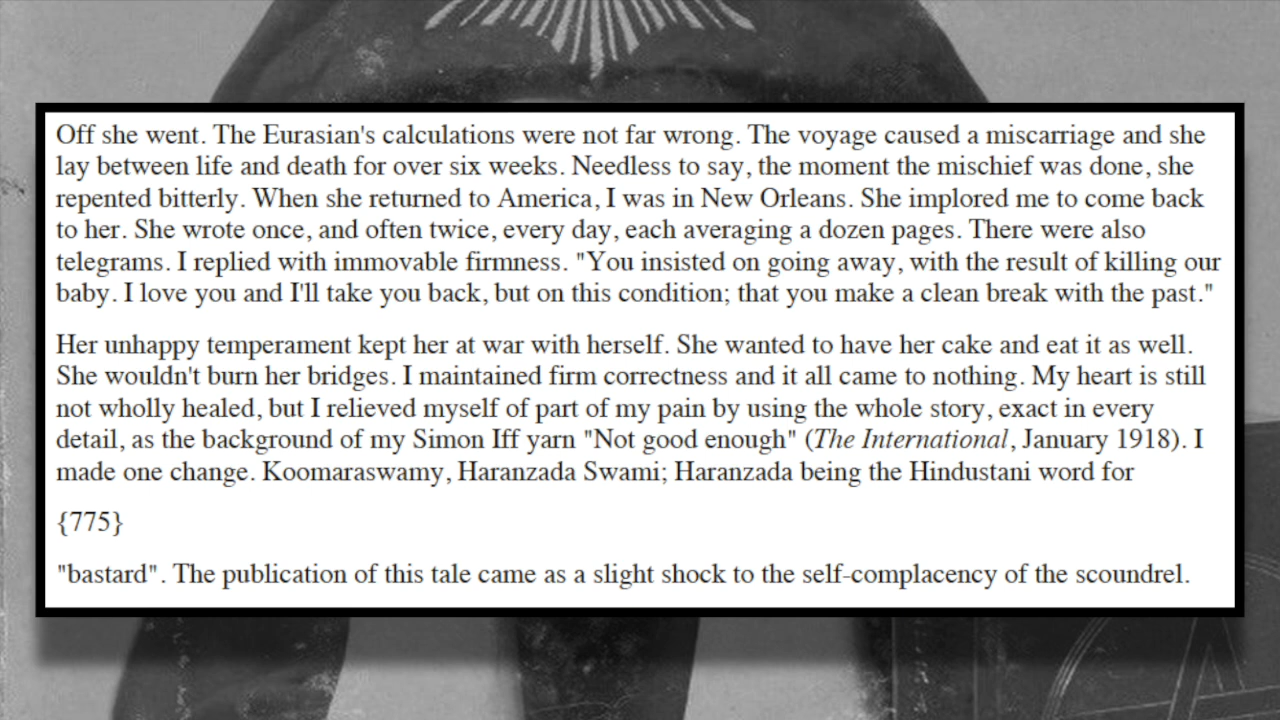 Off she went. The Eurasian's calculations were not far wrong. The voyage caused a miscarriage and she
lay between life and death for over six weeks. Needless to say, the moment the mischief was done, she
repented bitterly. When she returned to America, I was in New Orleans. She implored me to come back
to her. She wrote once, and often twice, every day, each averaging a dozen pages. There were also
telegrams. I replied with immovable firmness. "You insisted on going away, with the result of killing our
baby. I love you and I'll take you back, but on this condition; that you make a clean break with the past."
Her unhappy temperament kept her at war with herself. She wanted to have her cake and eat it as well.
She wouldn't burn her bridges. I maintained firm correctness and it all came to nothing. My heart is still
not wholly healed, but I relieved myself of part of my pain by using the whole story, exact in every
detail, as the background of my Simon Iff yarn "Not good enough" (The International, January 1918). I
made one change. Koomaraswamy, Haranzada Swami; Haranzada being the Hindustani word for
{775}
"bastard". The publication of this tale came as a slight shock to the self-complacency of the scoundrel.